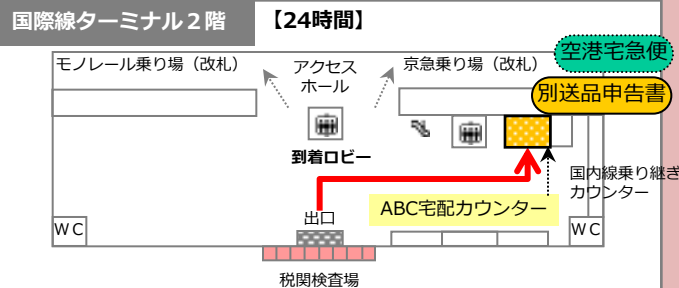 国際線ターミナル２階
【24時間】
モノレール乗り場（改札）
アクセス
ホール
京急乗り場（改札）
空港宅急便
別送品申告書
到着ロビー
国内線乗り継ぎ
カウンター
ABC宅配カウンター
出口
ＷＣ
ＷＣ
税関検査場